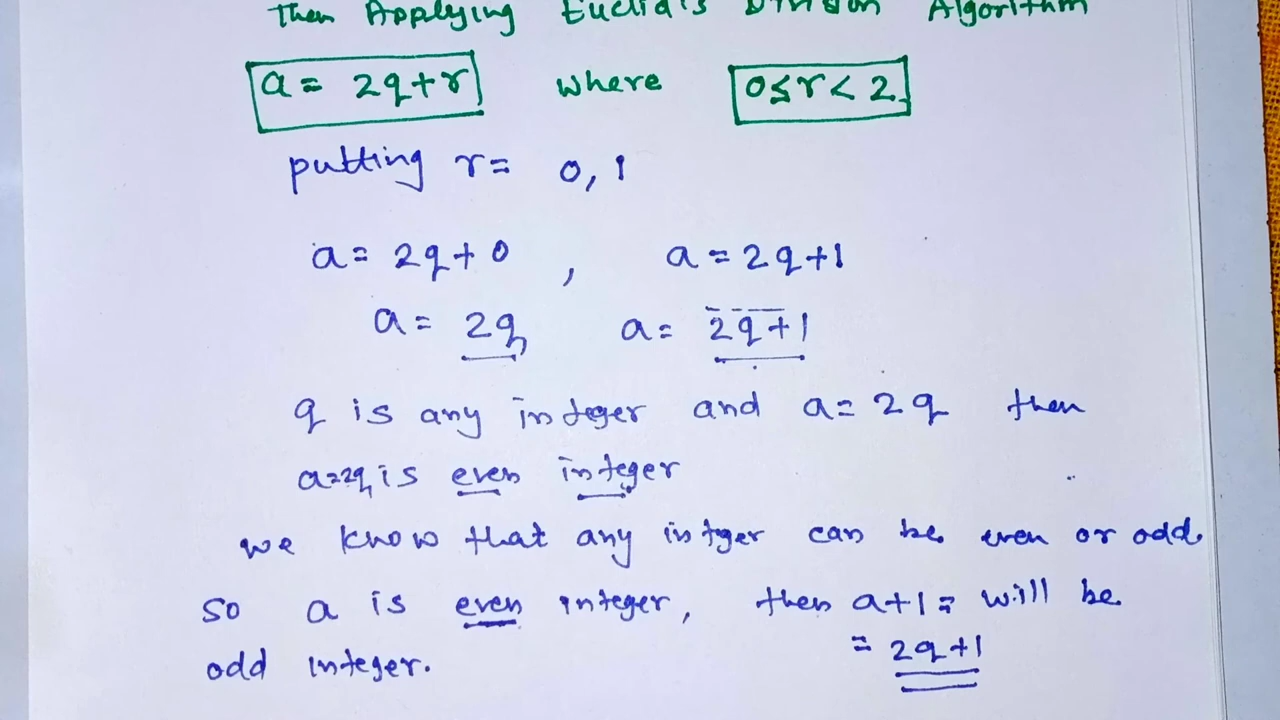 Then Applying Euclid's Division Algorithm
a = 2q+r where 0≤r<2
putting r= 0, 1
a= 2q+0 , a = 2q+1
a= 2q, a= 2q+1
q is any integer and a=2q then
a=2q is even integer
we know that any intger can be even or odd.
so a is even integer, then a+1= will be
odd integer. = 2q+1